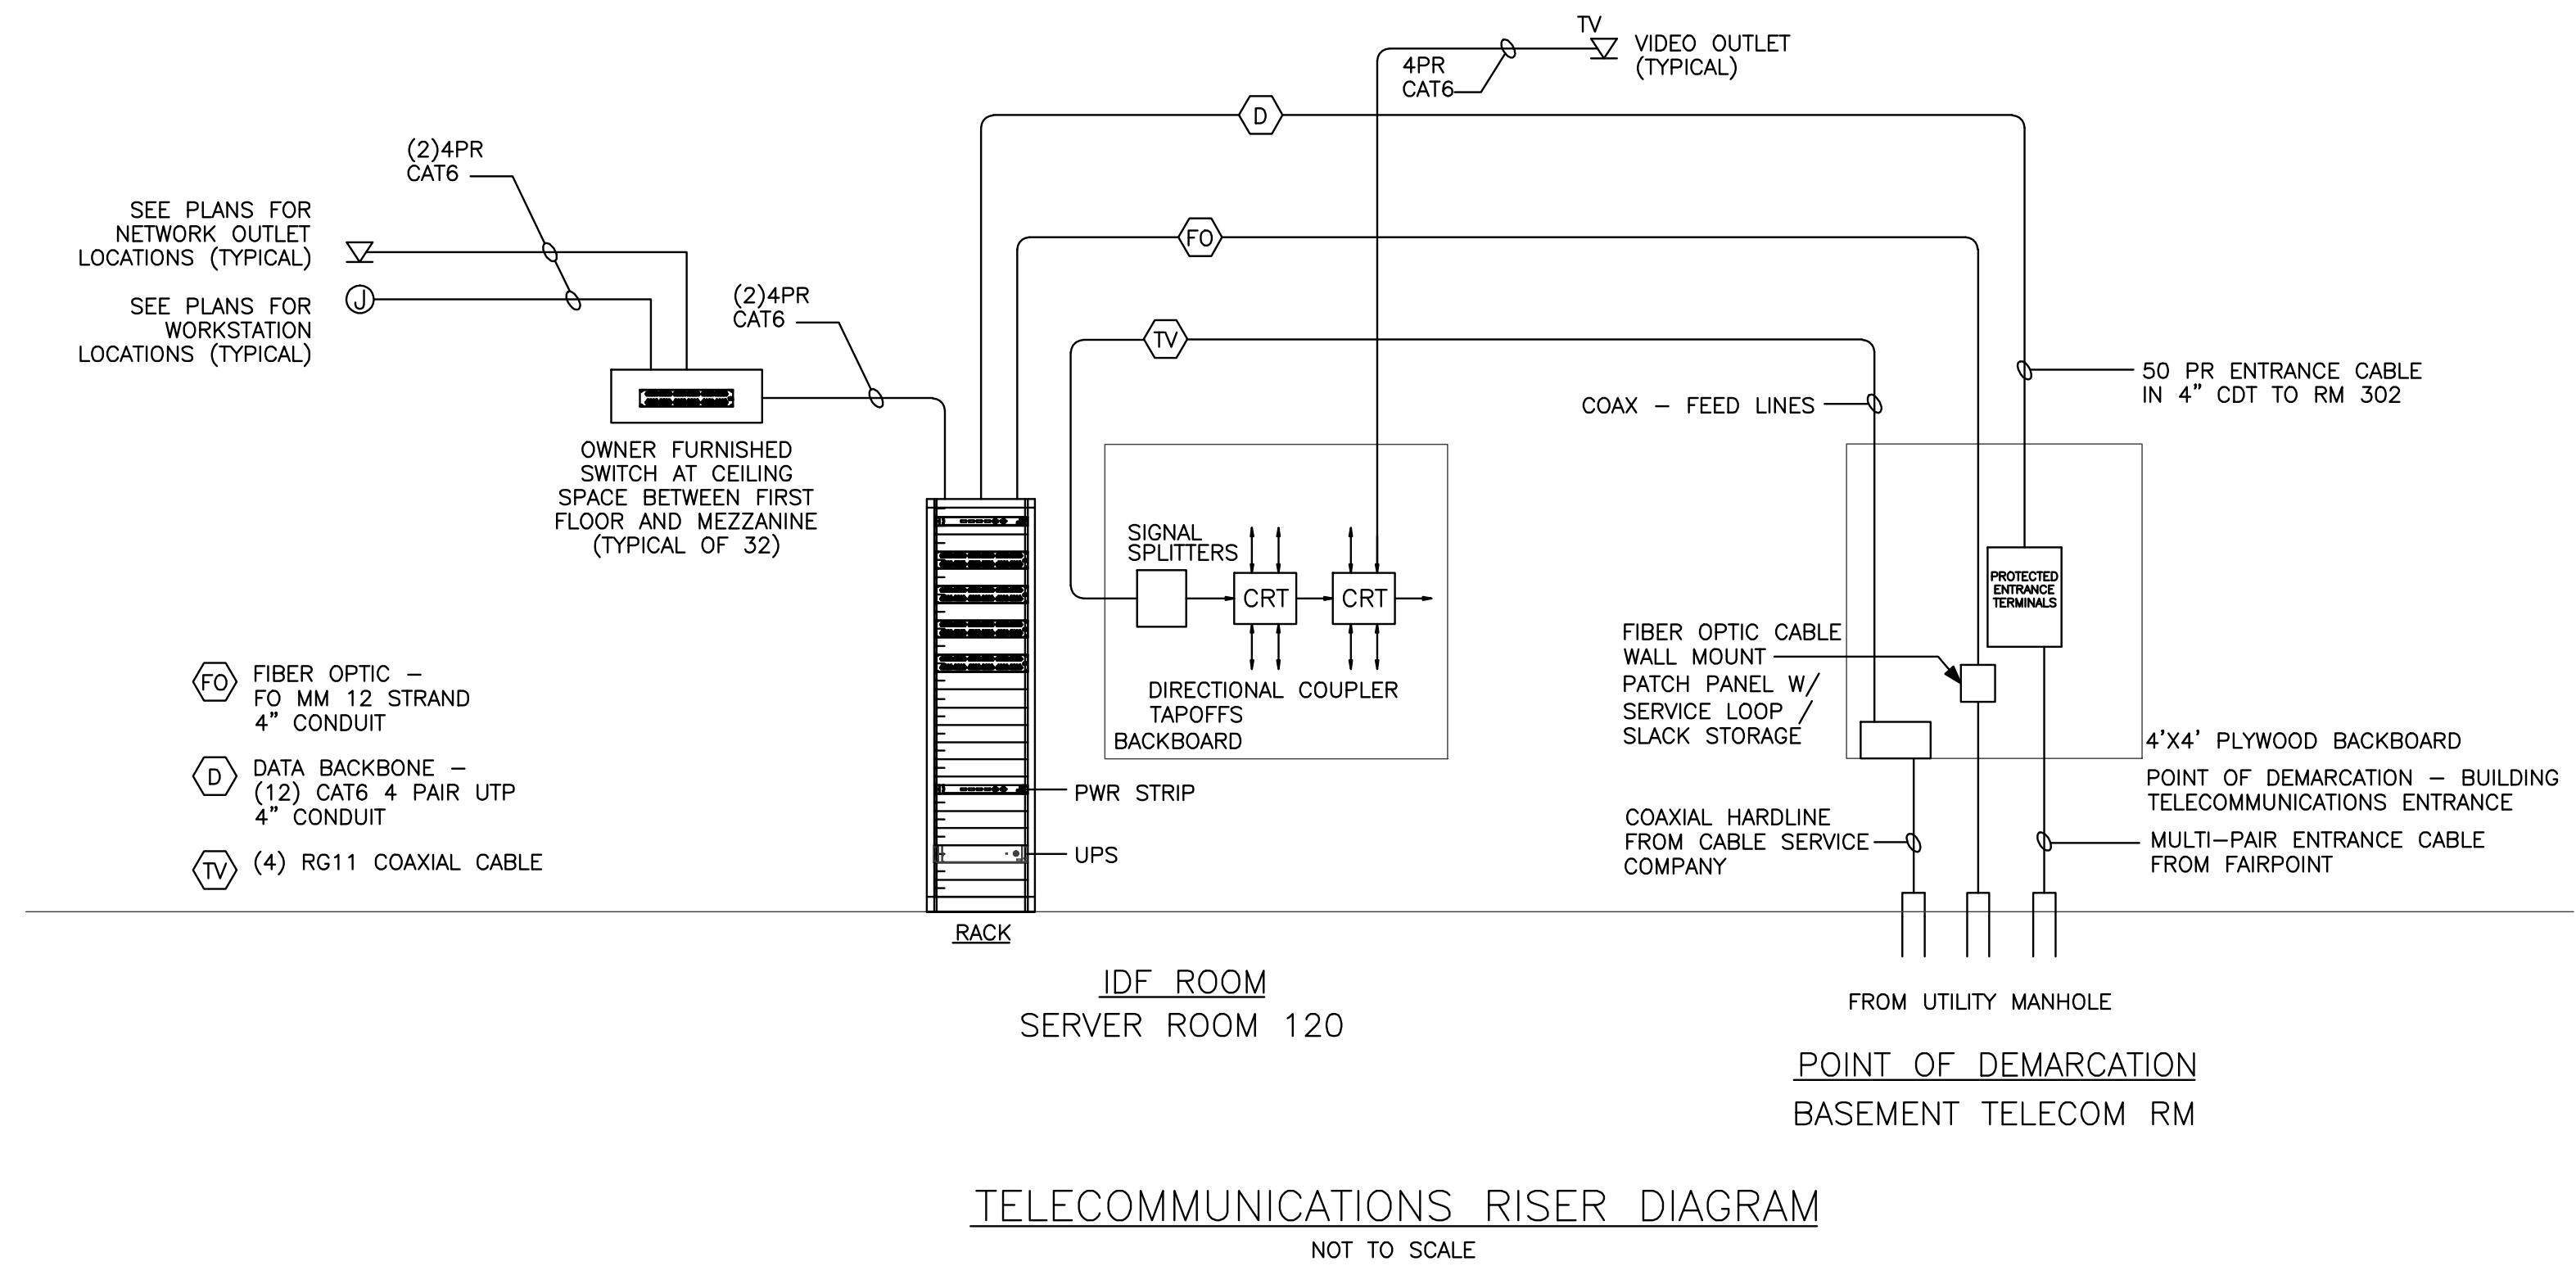 TV
VIDEO OUTLET
(TYPICAL)
4PR
CAT6
D
(2)4PR
CAT6
SEE PLANS FOR
NETWORK OUTLET
LOCATIONS (TYPICAL)
FO
J
SEE PLANS FOR
WORKSTATION
LOCATIONS (TYPICAL)
(2)4PR
CAT6
TV
50 PR ENTRANCE CABLE
IN 4" CDT TO RM 302
COAX – FEED LINES
OWNER FURNISHED
SWITCH AT CEILING
SPACE BETWEEN FIRST
FLOOR AND MEZZANINE
(TYPICAL OF 32)
SIGNAL
SPLITTERS
CRT
CRT
DIRECTIONAL COUPLER
TAPOFFS
BACKBOARD
PROTECTED
ENTRANCE
TERMINALS
FIBER OPTIC CABLE
WALL MOUNT
PATCH PANEL W/
SERVICE LOOP /
SLACK STORAGE
4'X4' PLYWOOD BACKBOARD
POINT OF DEMARCATION – BUILDING
TELECOMMUNICATIONS ENTRANCE
FO
FIBER OPTIC –
FO MM 12 STRAND
4" CONDUIT
D
DATA BACKBONE –
(12) CAT6 4 PAIR UTP
4" CONDUIT
TV
(4) RG11 COAXIAL CABLE
PWR STRIP
UPS
COAXIAL HARDLINE
FROM CABLE SERVICE
COMPANY
MULTI–PAIR ENTRANCE CABLE
FROM FAIRPOINT
RACK
IDF ROOM
SERVER ROOM 120
FROM UTILITY MANHOLE
POINT OF DEMARCATION
BASEMENT TELECOM RM
TELECOMMUNICATIONS RISER DIAGRAM
NOT TO SCALE